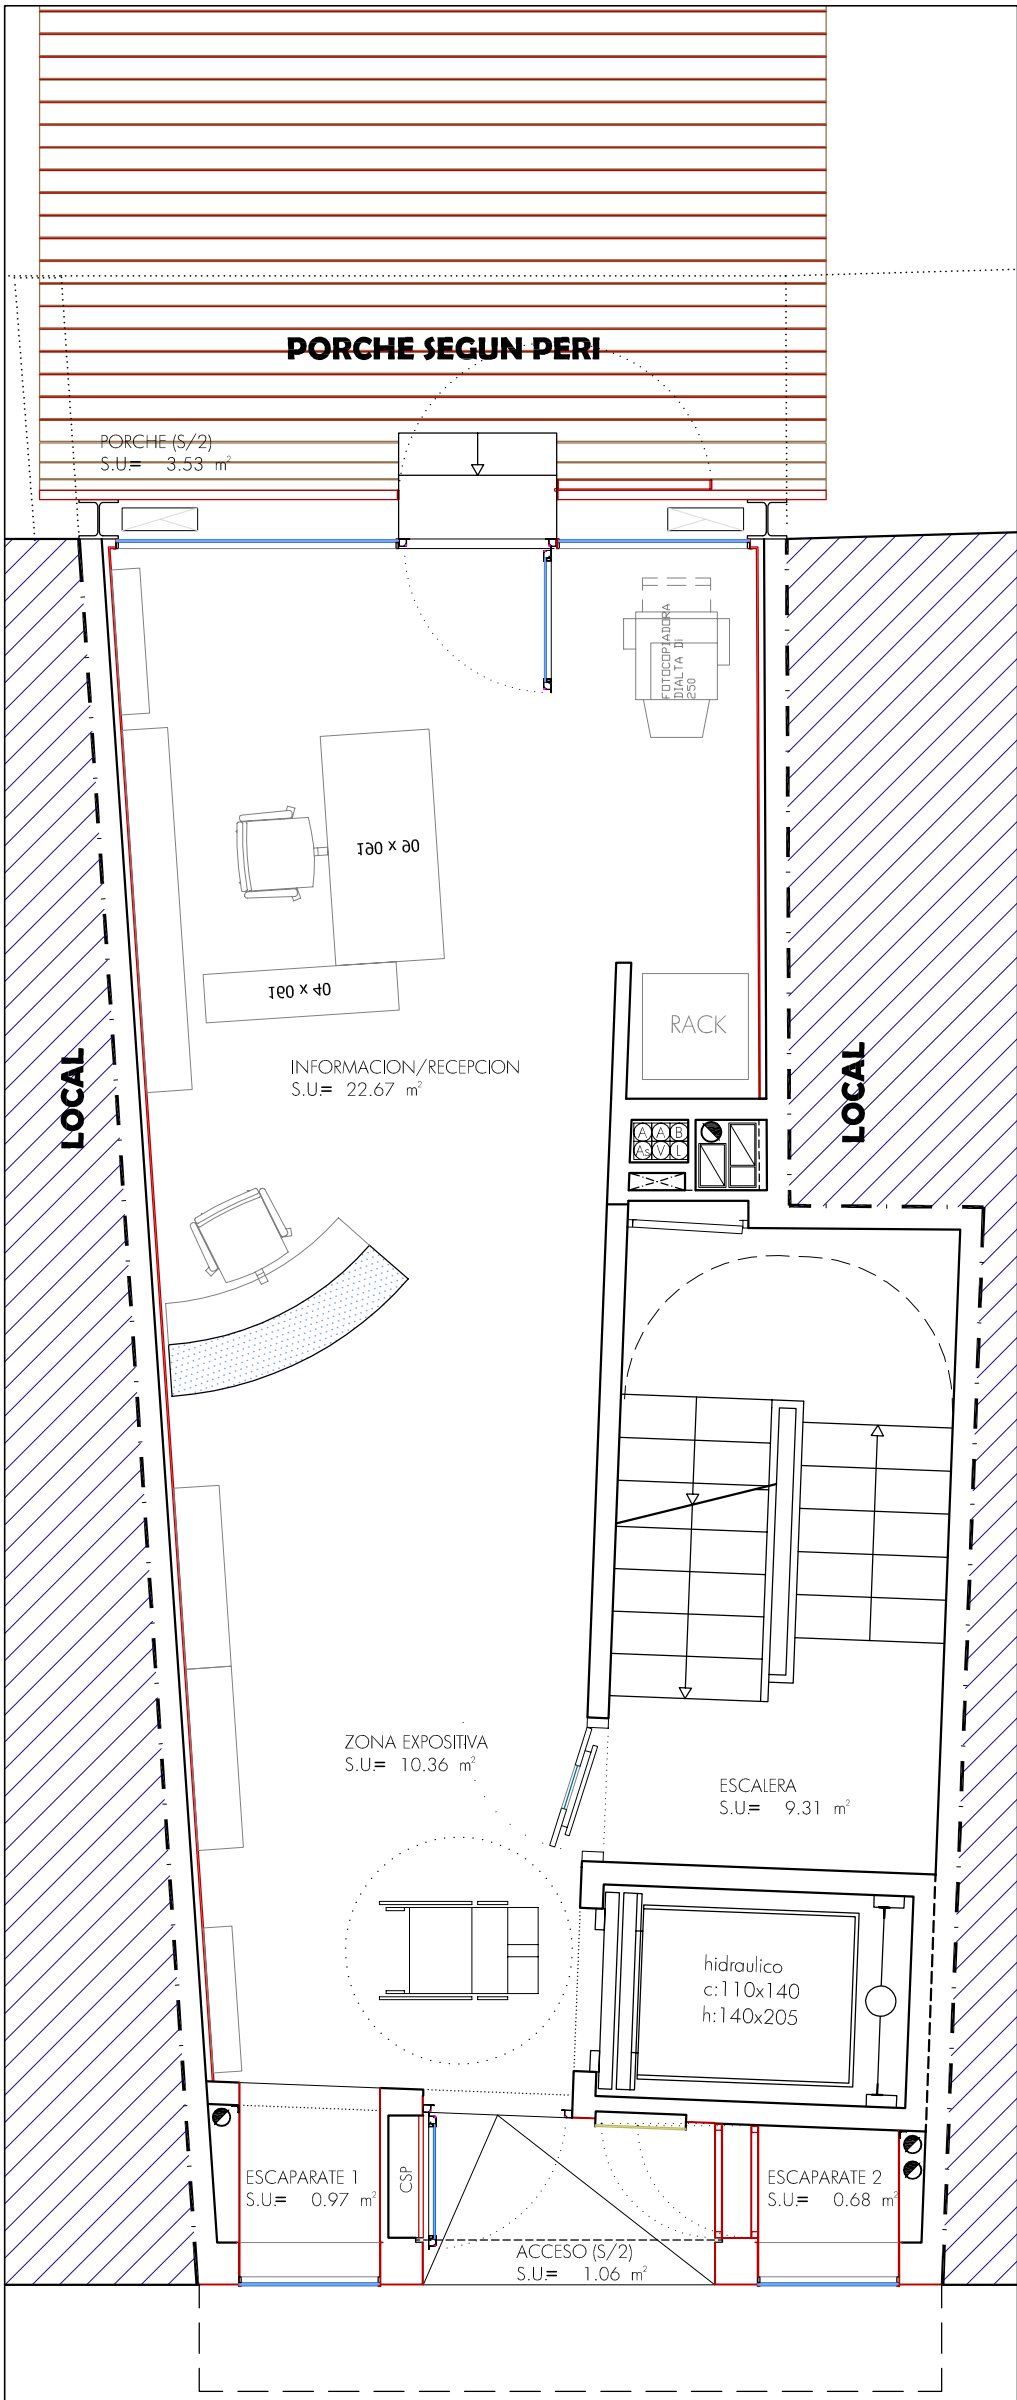 PORCHE SEGUN PERI
PORCHE (S/2)
S.U.= 3.53 m²
FOTOCOPIADORA
DIALTA Di
250
190 x 90
160 x 40
RACK
LOCAL
LOCAL
INFORMACION/RECEPCION
S.U.= 22.67 m²
A A B
As V L
ZONA EXPOSITIVA
S.U.= 10.36 m²
ESCALERA
S.U.= 9.31 m²
hidraulico
c:110x140
h:140x205
ESCAPARATE 1
S.U.= 0.97 m²
CSP
ESCAPARATE 2
S.U.= 0.68 m²
ACCESO (S/2)
S.U.= 1.06 m²